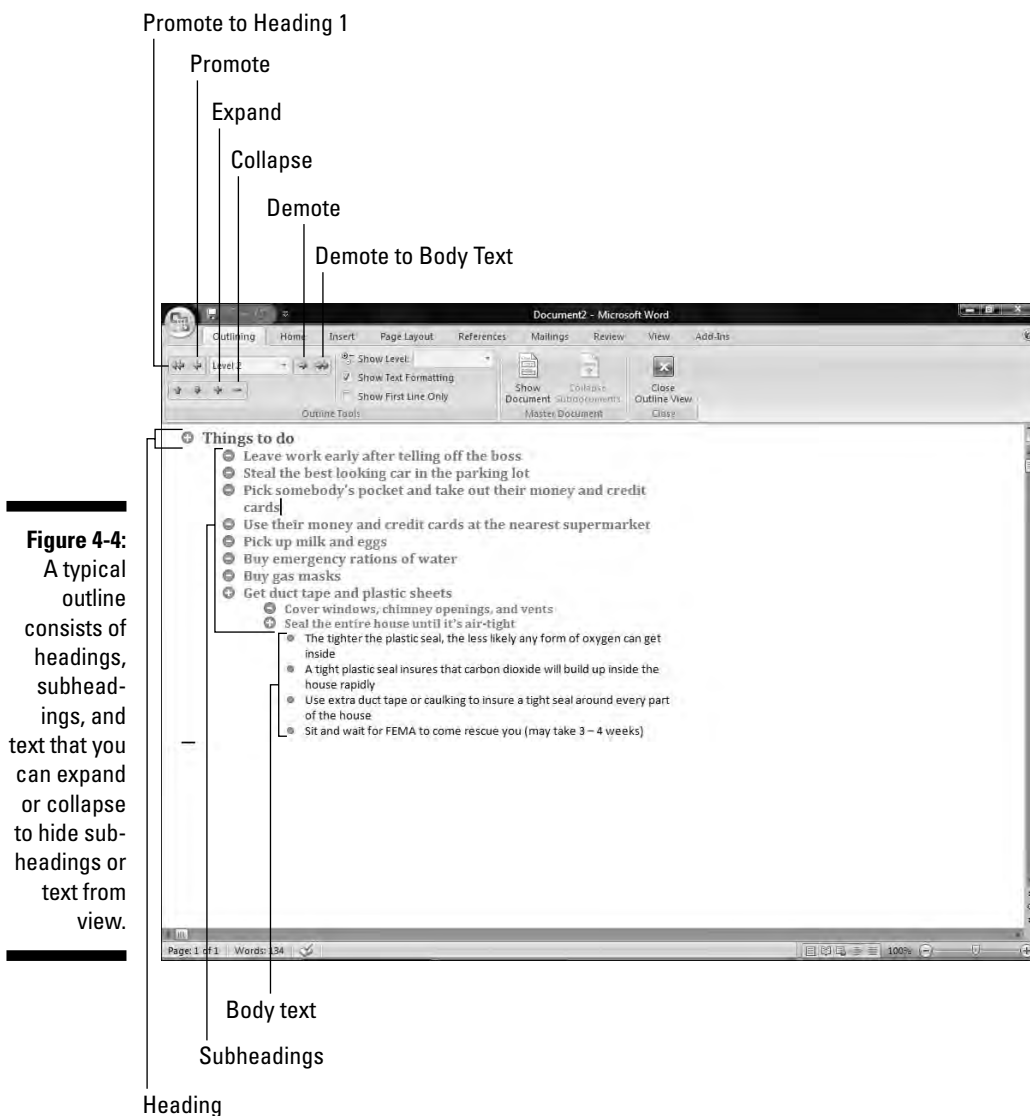 Promote to Heading 1
Promote
Expand
Collapse
Demote
Demote to Body Text
Document2 - Microsoft Word
Outlining Home Insert Page Layout References Mailings Review View Add-Ins
Level 2
Show Level:
Show Text Formatting
Show First Line Only
Outline Tools
Show Document
Collapse Subdocuments
Master Document
Close Outline View
Close
Things to do
Leave work early after telling off the boss
Steal the best looking car in the parking lot
Pick somebody's pocket and take out their money and credit
cards
Use their money and credit cards at the nearest supermarket
Pick up milk and eggs
Buy emergency rations of water
Buy gas masks
Get duct tape and plastic sheets
Cover windows, chimney openings, and vents
Seal the entire house until it's air-tight
The tighter the plastic seal, the less likely any form of oxygen can get
inside
A tight plastic seal insures that carbon dioxide will build up inside the
house rapidly
Use extra duct tape or caulking to insure a tight seal around every part
of the house
Sit and wait for FEMA to come rescue you (may take 3 – 4 weeks)
Figure 4-4:
A typical
outline
consists of
headings,
subhead-
ings, and
text that you
can expand
or collapse
to hide sub-
headings or
text from
view.
Page: 1 of 1 Words: 134
100%
Body text
Subheadings
Heading